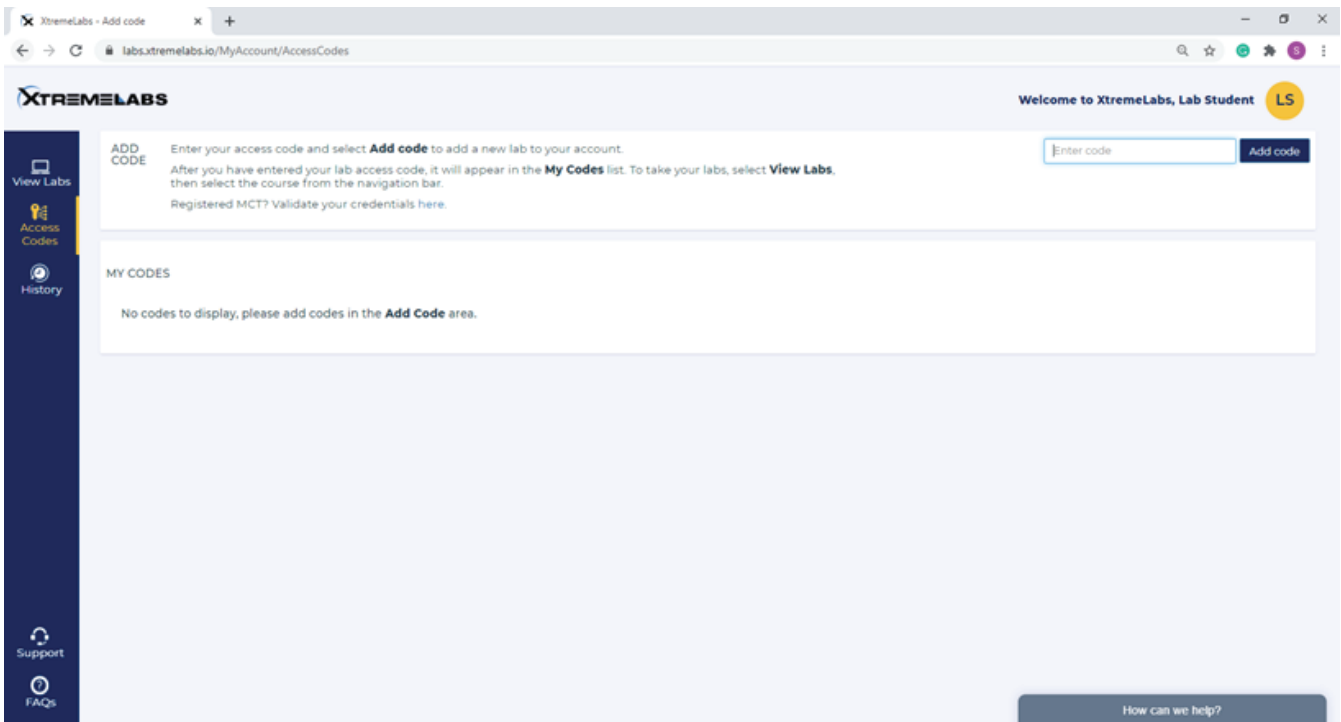 XtremeLabs - Add code
labs.xtremelabs.io/MyAccount/AccessCodes
S
XTREMELABS
Welcome to XtremeLabs, Lab Student
LS
View Labs
Access
Codes
History
Support
FAQs
ADD
CODE
Enter your access code and select Add code to add a new lab to your account.
After you have entered your lab access code, it will appear in the My Codes list. To take your labs, select View Labs,
then select the course from the navigation bar.
Registered MCT? Validate your credentials here.
Enter code
Add code
MY CODES
No codes to display, please add codes in the Add Code area.
How can we help?